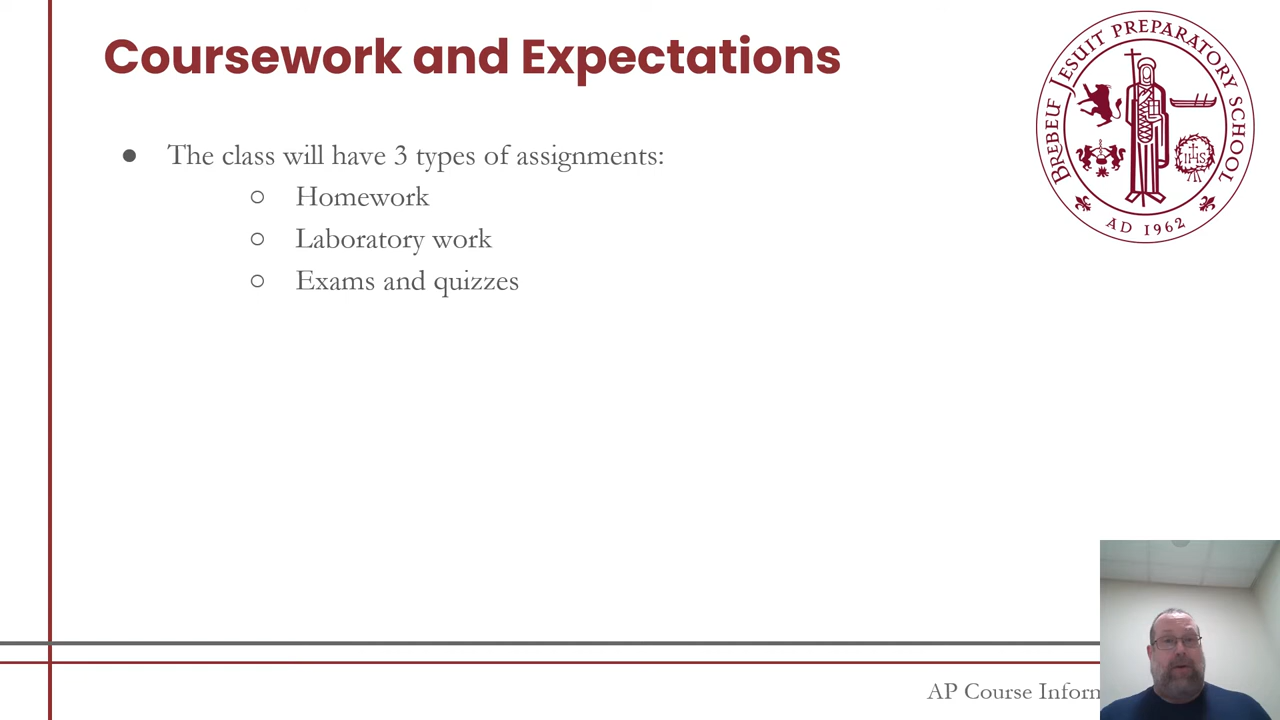 Coursework and Expectations
BREBEUF JESUIT PREPARATORY SCHOOL
IHS
AD 1962
● The class will have 3 types of assignments:
○ Homework
○ Laboratory work
○ Exams and quizzes
AP Course Inform